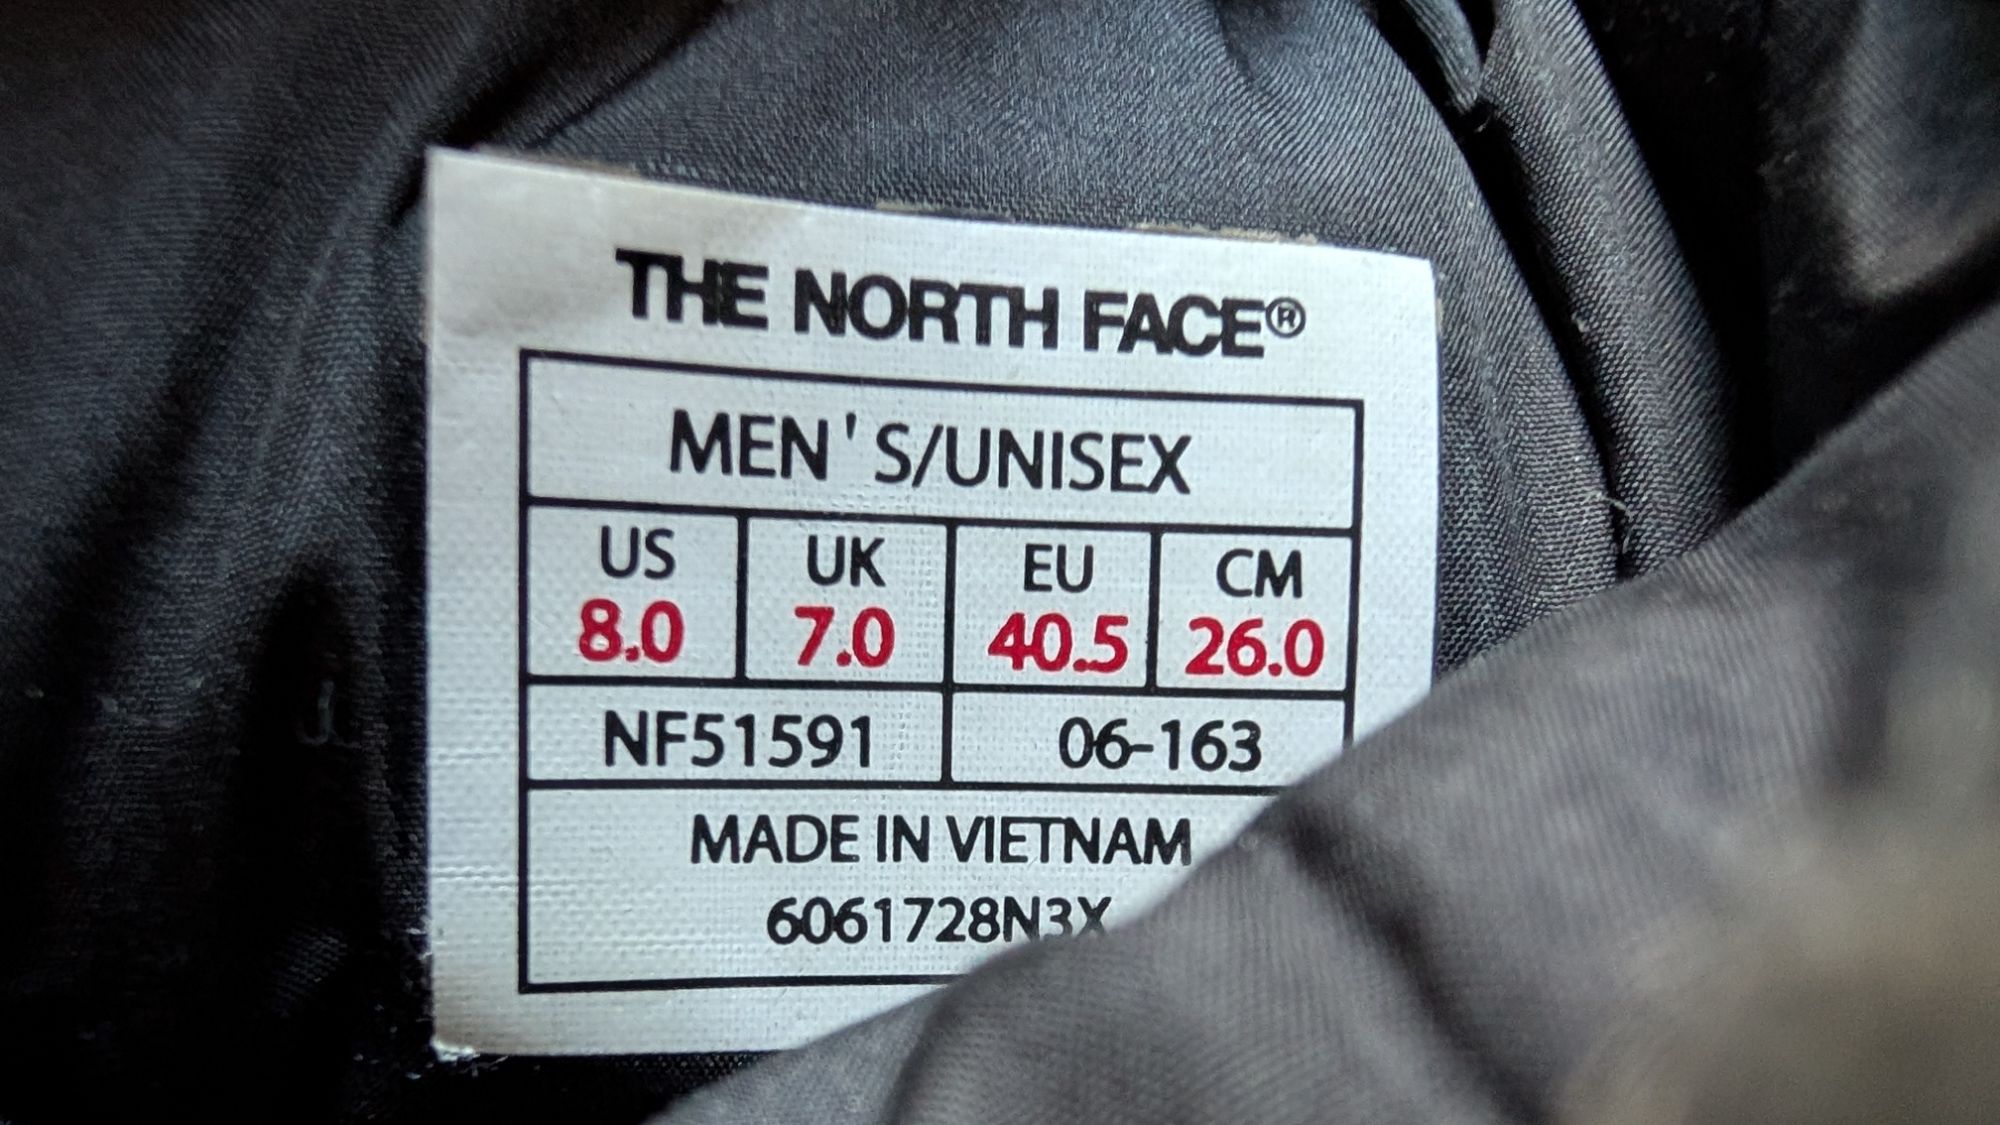 THE NORTH FACE®
MEN'S/UNISEX
US UK EU CM
8.0 7.0 40.5 26.0
NF51591 06-163
MADE IN VIETNAM
6061728N3X